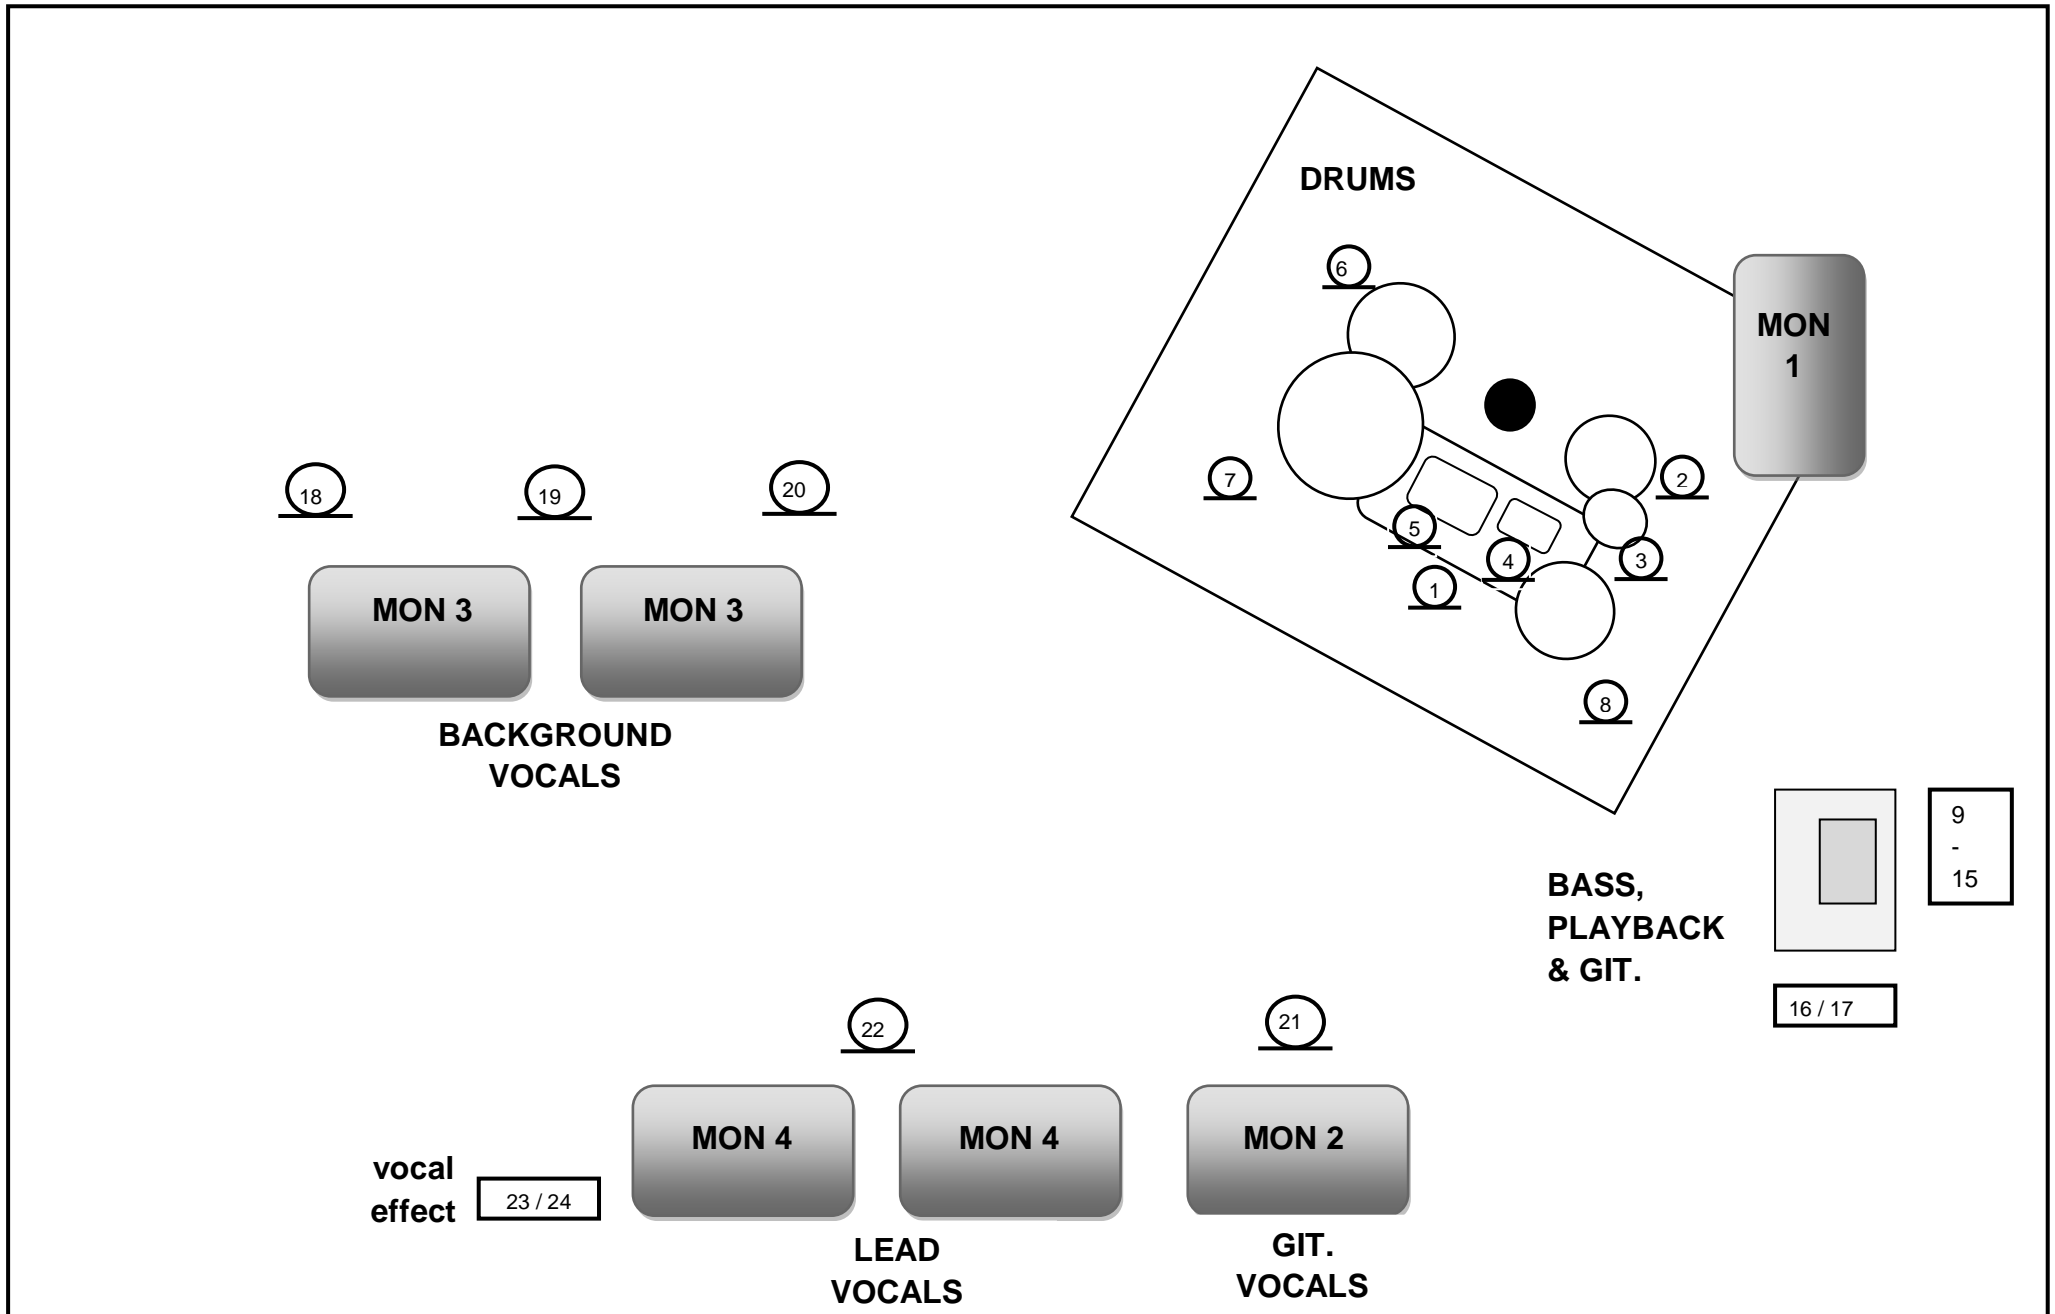 DRUMS
6
MON
1
7
2
5
4
3
1
8
18
19
20
MON 3
MON 3
BACKGROUND
VOCALS
9
-
15
BASS,
PLAYBACK
& GIT.
16 / 17
22
21
MON 4
MON 4
MON 2
vocal
effect
23 / 24
LEAD
VOCALS
GIT.
VOCALS